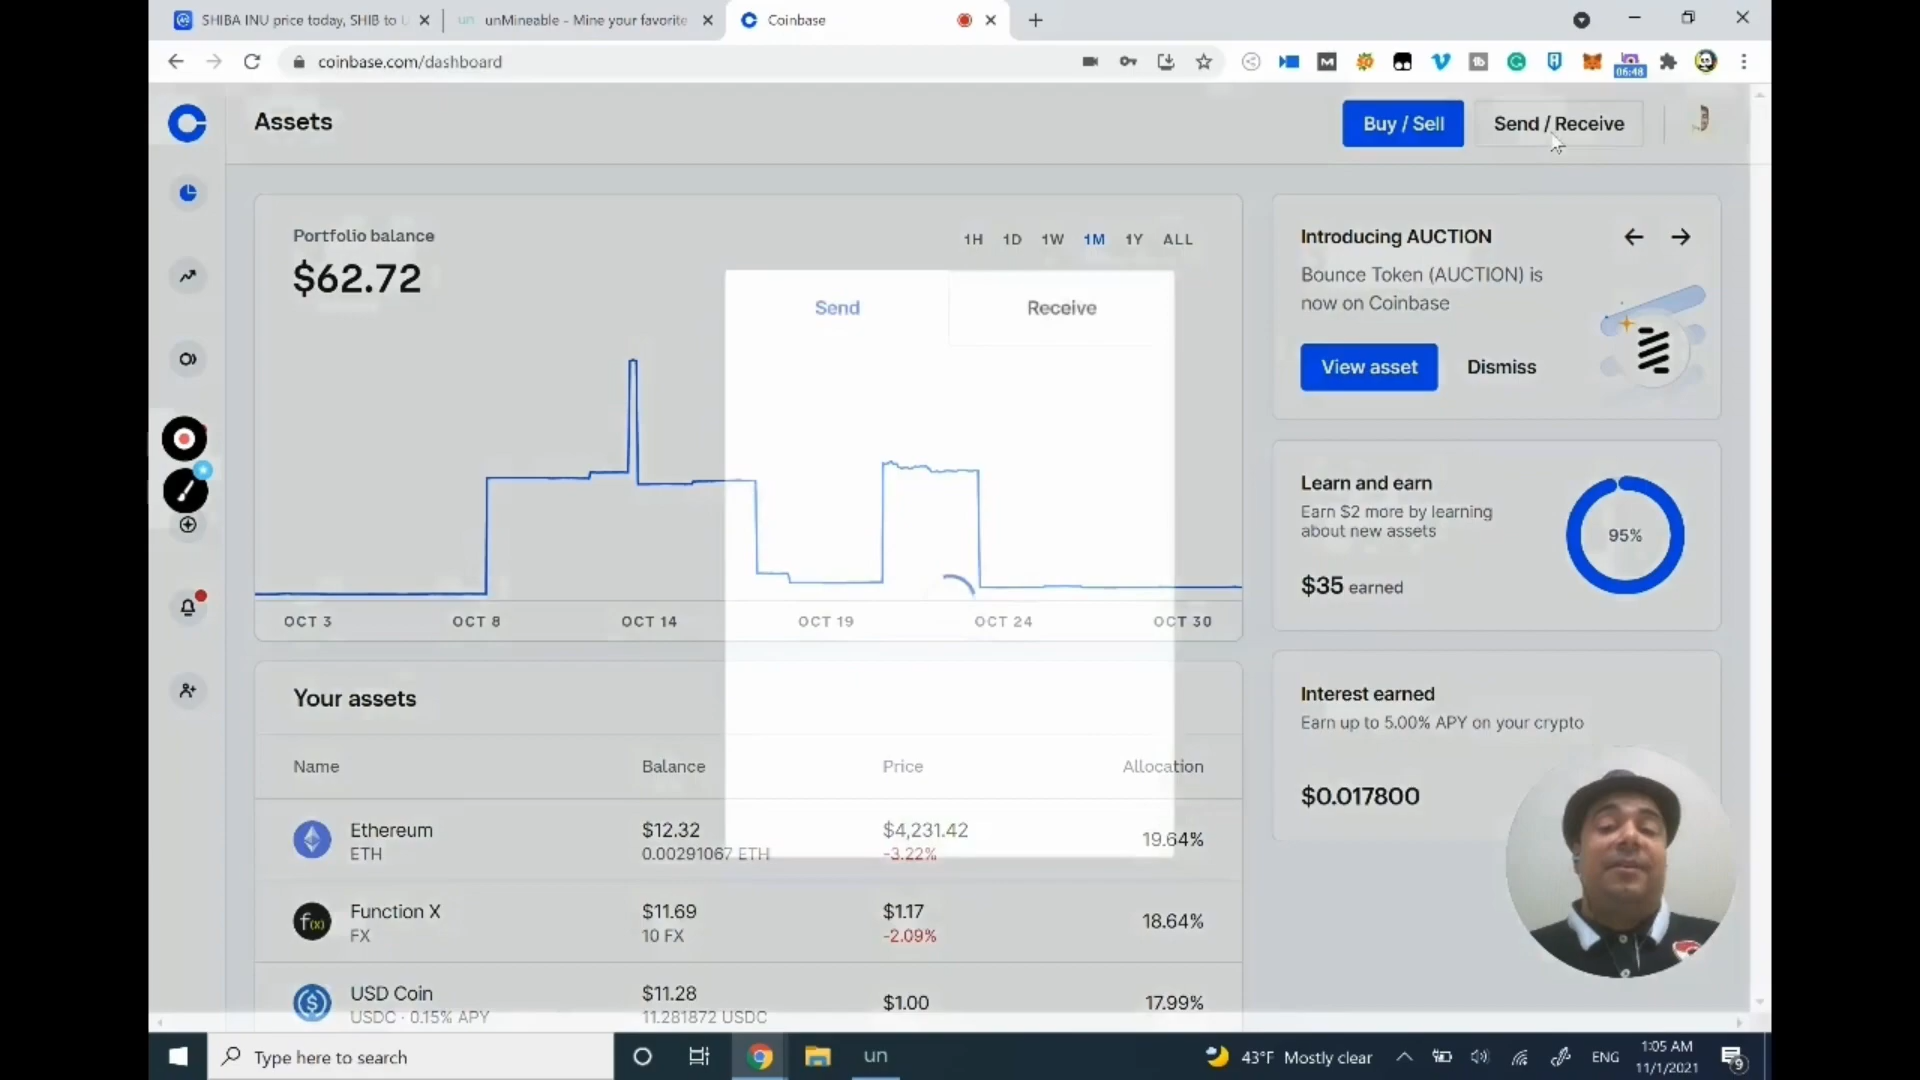 SHIBA INU price today, SHIB to U
un unMineable - Mine your favorite
Coinbase
coinbase.com/dashboard
06:48
Assets
Buy / Sell
Send / Receive
Portfolio balance
$62.72
1H 1D 1W 1M 1Y ALL
Send
Receive
OCT 3 OCT 8 OCT 14 OCT 19 OCT 24 OCT 30
Introducing AUCTION
Bounce Token (AUCTION) is
now on Coinbase
View asset
Dismiss
Learn and earn
Earn $2 more by learning
about new assets
$35 earned
95%
Interest earned
Earn up to 5.00% APY on your crypto
$0.017800
Your assets
Name Balance Price Allocation
Ethereum $12.32 $4,231.42 19.64%
ETH 0.00291067 ETH -3.22%
f(x)
Function X $11.69 $1.17 18.64%
FX 10 FX -2.09%
USD Coin $11.28 $1.00 17.99%
USDC · 0.15% APY 11.281872 USDC
Type here to search
un
43°F Mostly clear
ENG
1:05 AM
11/1/2021
9